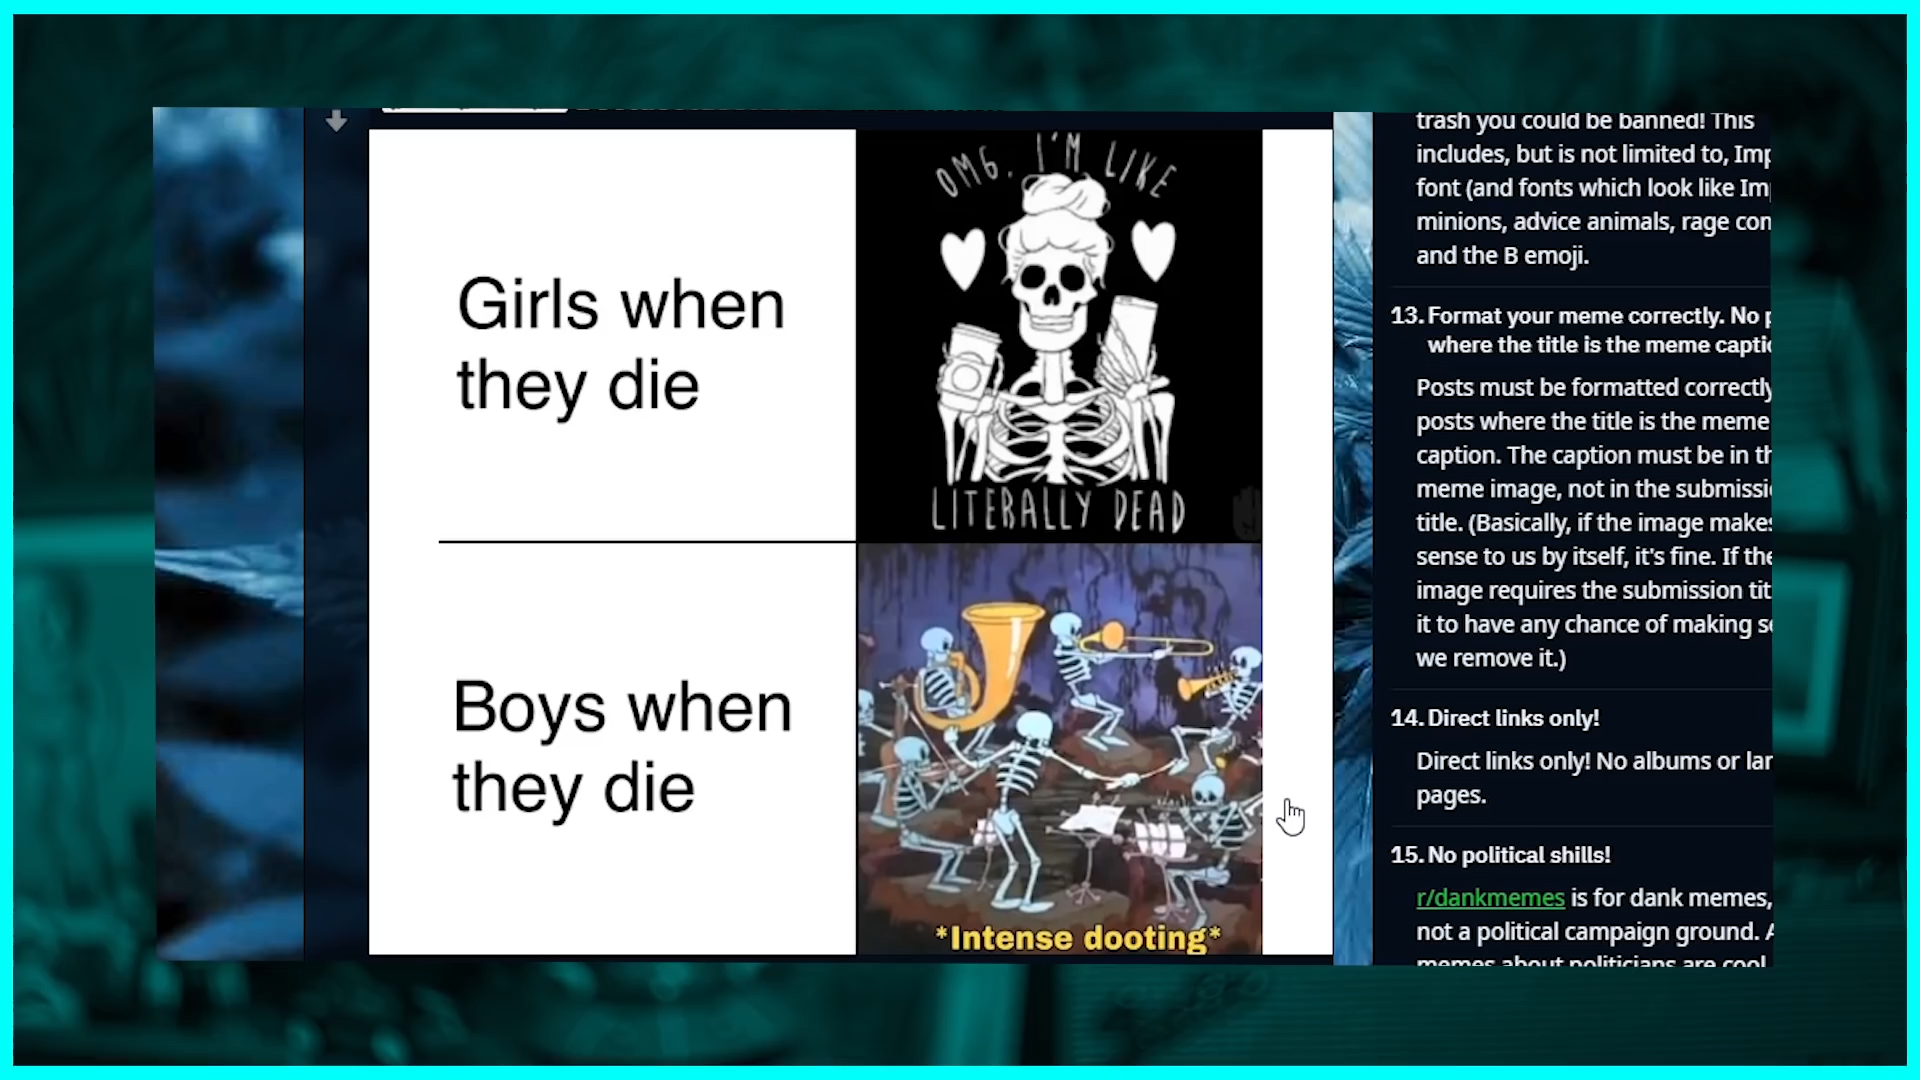 Girls when
they die
OMG, I'M LIKE
LITERALLY DEAD
Boys when
they die
*Intense dooting*
trash you could be banned! This
includes, but is not limited to,
font (and fonts which look like
minions, advice animals, rage
and the B emoji.
13. Format your meme correctly. No
where the title is the meme
Posts must be formatted correctly
posts where the title is the meme
caption. The caption must be in
meme image, not in the
title. (Basically, if the image
sense to us by itself, it's fine. If
image requires the submission
it to have any chance of making
we remove it.)
14. Direct links only!
Direct links only! No albums or
pages.
15. No political shills!
r/dankmemes is for dank memes,
not a political campaign ground.
memes about politicians are cool